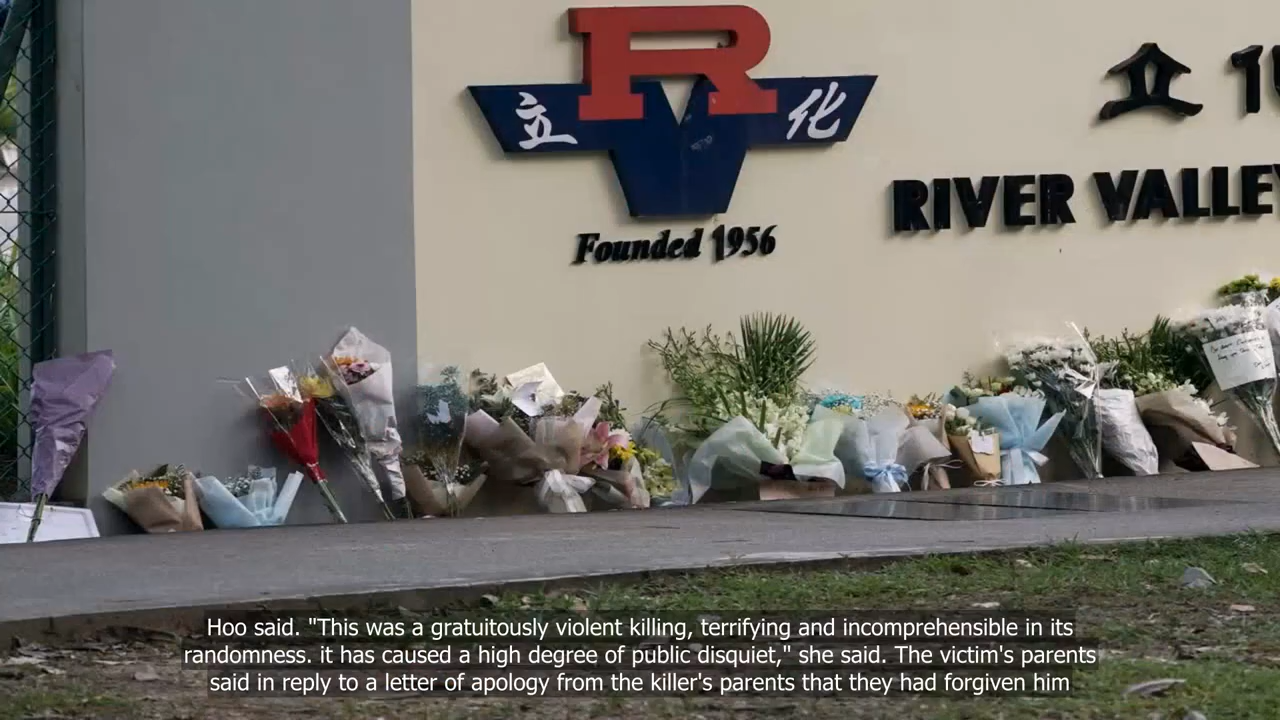 R
立 化
Founded 1956
立
RIVER VALLEY
Hoo said. "This was a gratuitously violent killing, terrifying and incomprehensible in its
randomness. it has caused a high degree of public disquiet," she said. The victim's parents
said in reply to a letter of apology from the killer's parents that they had forgiven him